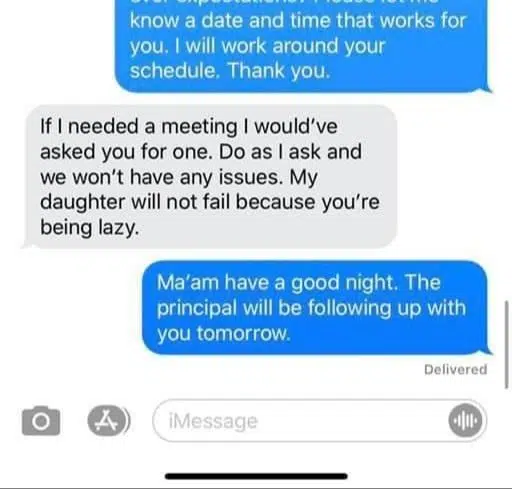 know a date and time that works for
you. I will work around your
schedule. Thank you.
If I needed a meeting I would've
asked you for one. Do as I ask and
we won't have any issues. My
daughter will not fail because you're
being lazy.
Ma'am have a good night. The
principal will be following up with
you tomorrow.
Delivered
iMessage